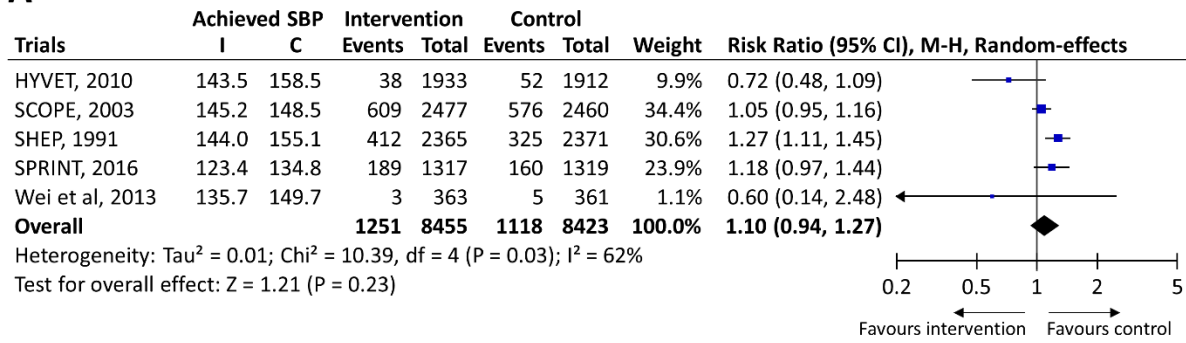 Achieved SBP Intervention Control
Trials I C Events Total Events Total Weight Risk Ratio (95% CI), M-H, Random-effects
HYVET, 2010 143.5 158.5 38 1933 52 1912 9.9% 0.72 (0.48, 1.09)
SCOPE, 2003 145.2 148.5 609 2477 576 2460 34.4% 1.05 (0.95, 1.16)
SHEP, 1991 144.0 155.1 412 2365 325 2371 30.6% 1.27 (1.11, 1.45)
SPRINT, 2016 123.4 134.8 189 1317 160 1319 23.9% 1.18 (0.97, 1.44)
Wei et al, 2013 135.7 149.7 3 363 5 361 1.1% 0.60 (0.14, 2.48)
Overall 1251 8455 1118 8423 100.0% 1.10 (0.94, 1.27)
Heterogeneity: Tau² = 0.01; Chi² = 10.39, df = 4 (P = 0.03); I² = 62%
Test for overall effect: Z = 1.21 (P = 0.23)
0.2 0.5 1 2 5
Favours intervention Favours control